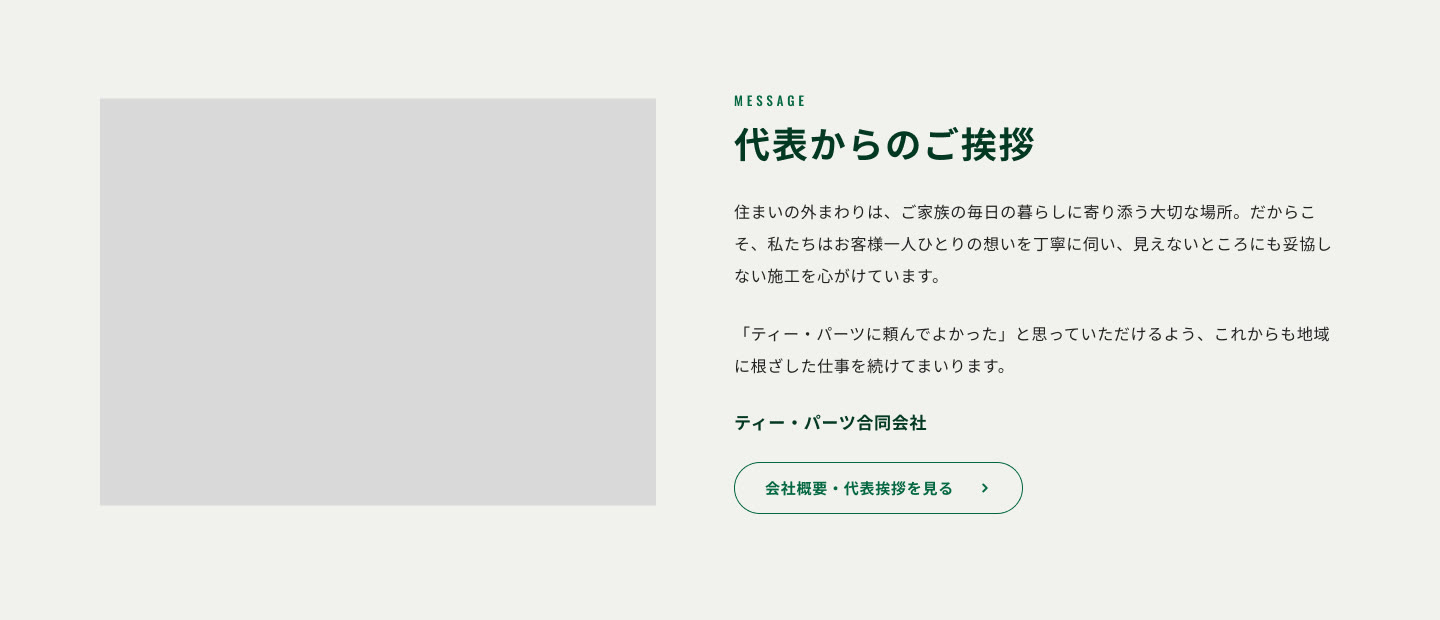 MESSAGE
代表からのご挨拶
住まいの外まわりは、ご家族の毎日の暮らしに寄り添う大切な場所。だからこ
そ、私たちはお客様一人ひとりの想いを丁寧に伺い、見えないところにも妥協し
ない施工を心がけています。
「ティー・パーツに頼んでよかった」と思っていただけるよう、これからも地域
に根ざした仕事を続けてまいります。
ティー・パーツ合同会社
会社概要・代表挨拶を見る